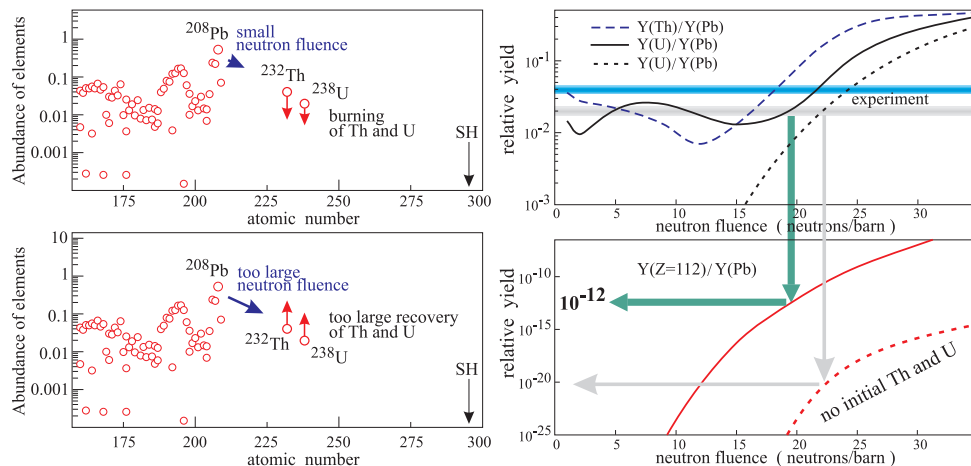 Abundance of elements
1
0.1
0.01
0.001
²⁰⁸Pb
small
neutron fluence
²³²Th
²³⁸U
burning
of Th and U
SH
175
200
225
250
275
300
atomic number
Abundance of elements
10
1
0.1
0.01
0.001
²⁰⁸Pb
too large
neutron fluence
too large recovery
of Th and U
²³²Th
²³⁸U
SH
175
200
225
250
275
300
atomic number
relative yield
10⁻¹
10⁻²
10⁻³
Y(Th)/Y(Pb)
Y(U)/Y(Pb)
Y(U)/Y(Pb)
experiment
0
5
10
15
20
25
30
neutron fluence ( neutrons/barn)
relative yield
10⁻¹⁰
10⁻¹⁵
10⁻²⁰
10⁻²⁵
Y(Z=112)/Y(Pb)
10⁻¹²
no initial Th and U
0
5
10
15
20
25
30
neutron fluence ( neutrons/barn)